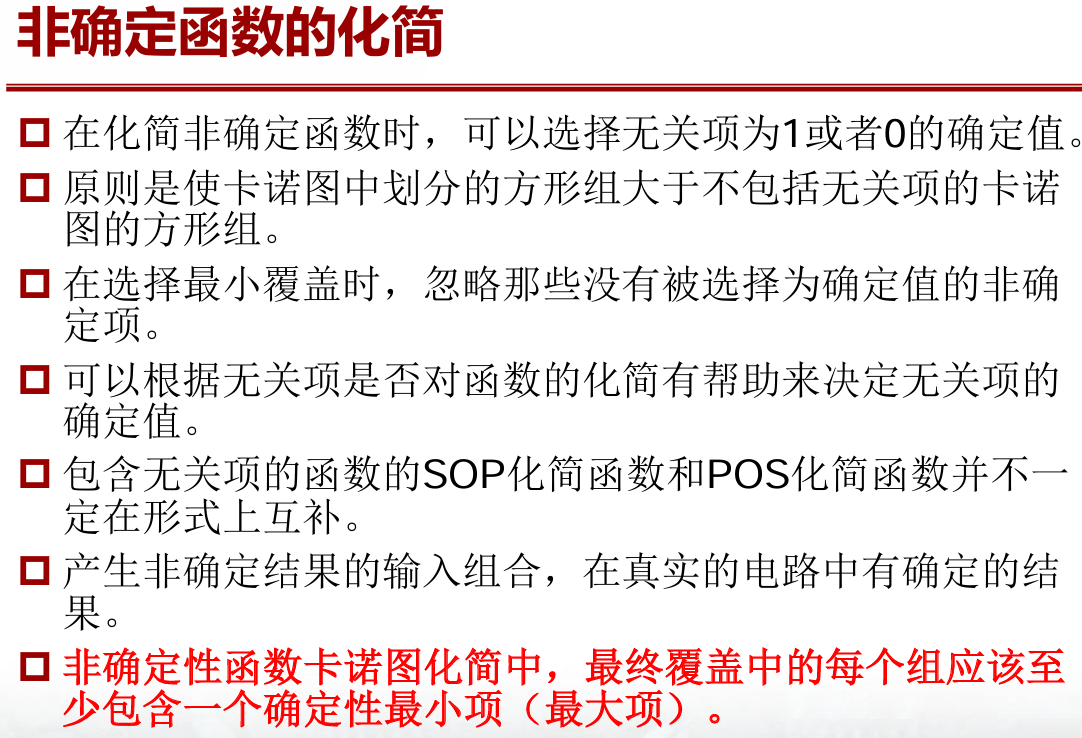 非确定函数的化简
在化简非确定函数时，可以选择无关项为1或者0的确定值。
原则是使卡诺图中划分的方形组大于不包括无关项的卡诺
图的方形组。
在选择最小覆盖时，忽略那些没有被选择为确定值的非确
定项。
可以根据无关项是否对函数的化简有帮助来决定无关项的
确定值。
包含无关项的函数的SOP化简函数和POS化简函数并不一
定在形式上互补。
产生非确定结果的输入组合，在真实的电路中有确定的结
果。
非确定性函数卡诺图化简中，最终覆盖中的每个组应该至
少包含一个确定性最小项（最大项）。